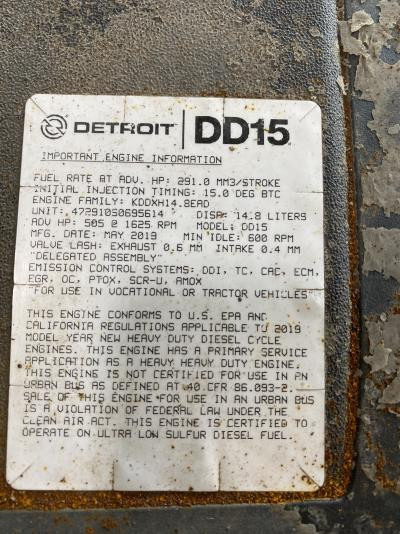 DETROIT DD15
IMPORTANT ENGINE INFORMATION
FUEL RATE AT ADV. HP: 291.0 MM3/STROKE
INITIAL INJECTION TIMING: 15.0 DEG BTC
ENGINE FAMILY: KDDXH14.8EAD
UNIT: 472910S0695614 DISP: 14.8 LITERS
ADV HP: 505 @ 1625 RPM MODEL: DD15
MFG. DATE: MAY 2019 MIN IDLE: 600 RPM
VALVE LASH: EXHAUST 0.6 MM INTAKE 0.4 MM
"DELEGATED ASSEMBLY"
EMISSION CONTROL SYSTEMS: DDI, TC, CAC, ECM,
EGR, OC, PTOX, SCR-U, AMOX
"FOR USE IN VOCATIONAL OR TRACTOR VEHICLES"
THIS ENGINE CONFORMS TO U.S. EPA AND
CALIFORNIA REGULATIONS APPLICABLE TO 2019
MODEL YEAR NEW HEAVY DUTY DIESEL CYCLE
ENGINES. THIS ENGINE HAS A PRIMARY SERVICE
APPLICATION AS A HEAVY HEAVY DUTY ENGINE.
THIS ENGINE IS NOT CERTIFIED FOR USE IN AN
URBAN BUS AS DEFINED AT 40.CFR 86.093-2.
SALE OF THIS ENGINE FOR USE IN AN URBAN BUS
IS A VIOLATION OF FEDERAL LAW UNDER THE
CLEAN AIR ACT. THIS ENGINE IS CERTIFIED TO
OPERATE ON ULTRA LOW SULFUR DIESEL FUEL.